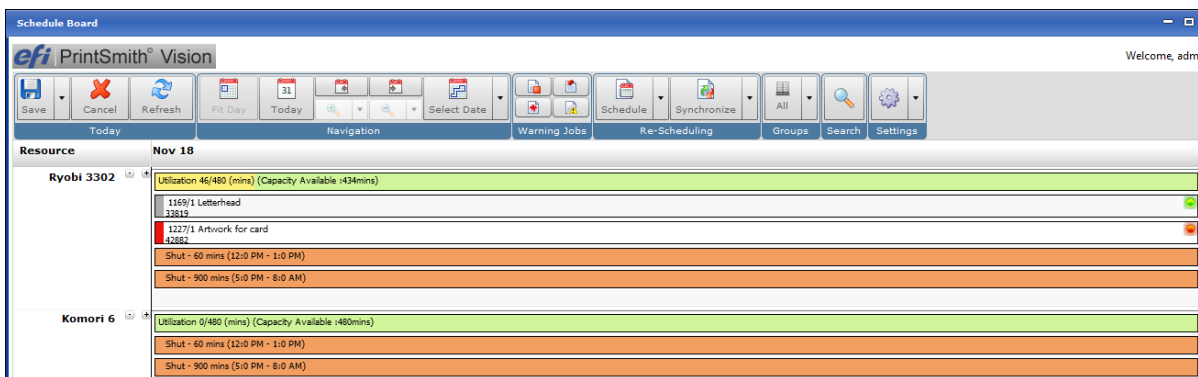 Schedule Board
efi PrintSmith® Vision
Welcome, adm
Save
Cancel
Refresh
Fit Day
31
Today
Select Date
Schedule
Synchronize
All
Today
Navigation
Warning Jobs
Re-Scheduling
Groups
Search
Settings
Resource
Nov 18
Ryobi 3302
Utilization 46/480 (mins) (Capacity Available :434mins)
1169/1 Letterhead
33819
1227/1 Artwork for card
42882
Shut - 60 mins (12:0 PM - 1:0 PM)
Shut - 900 mins (5:0 PM - 8:0 AM)
Komori 6
Utilization 0/480 (mins) (Capacity Available :480mins)
Shut - 60 mins (12:0 PM - 1:0 PM)
Shut - 900 mins (5:0 PM - 8:0 AM)